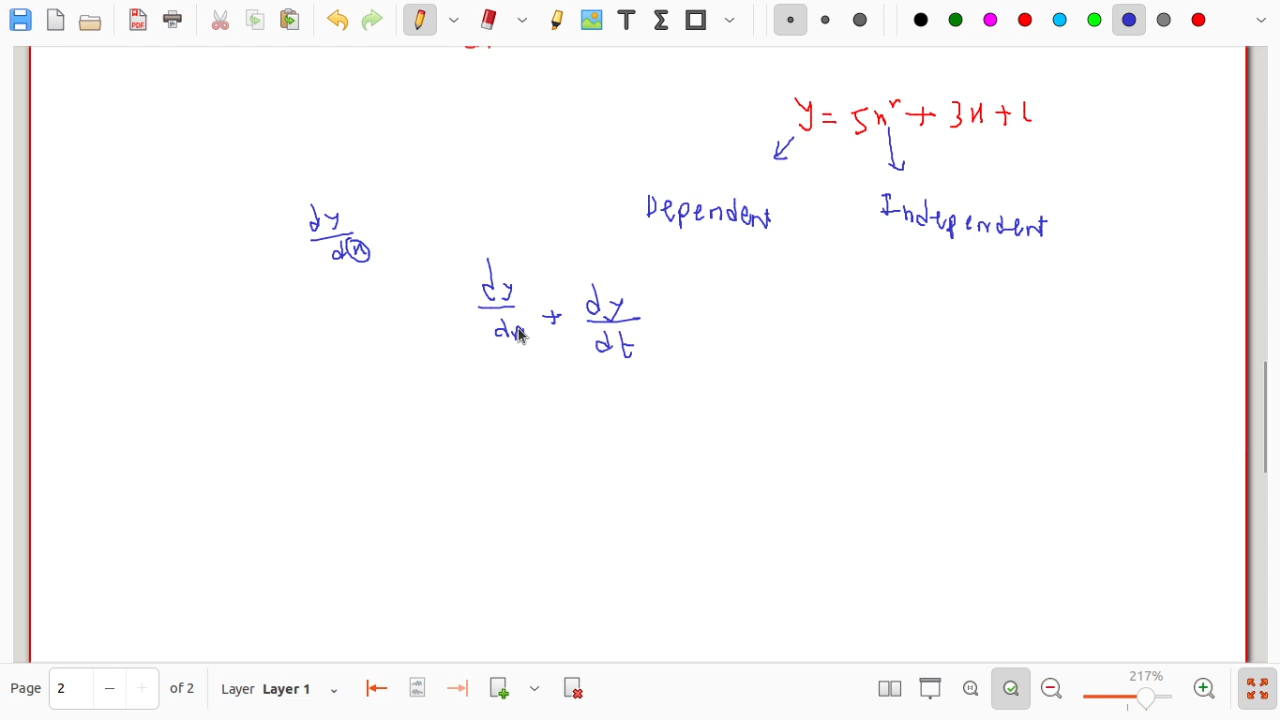 y = 5x² + 3x + 1
Dependent
Independent
dy
dx
dy
dx
+
dy
dt
Page 2 of 2
Layer Layer 1
217%